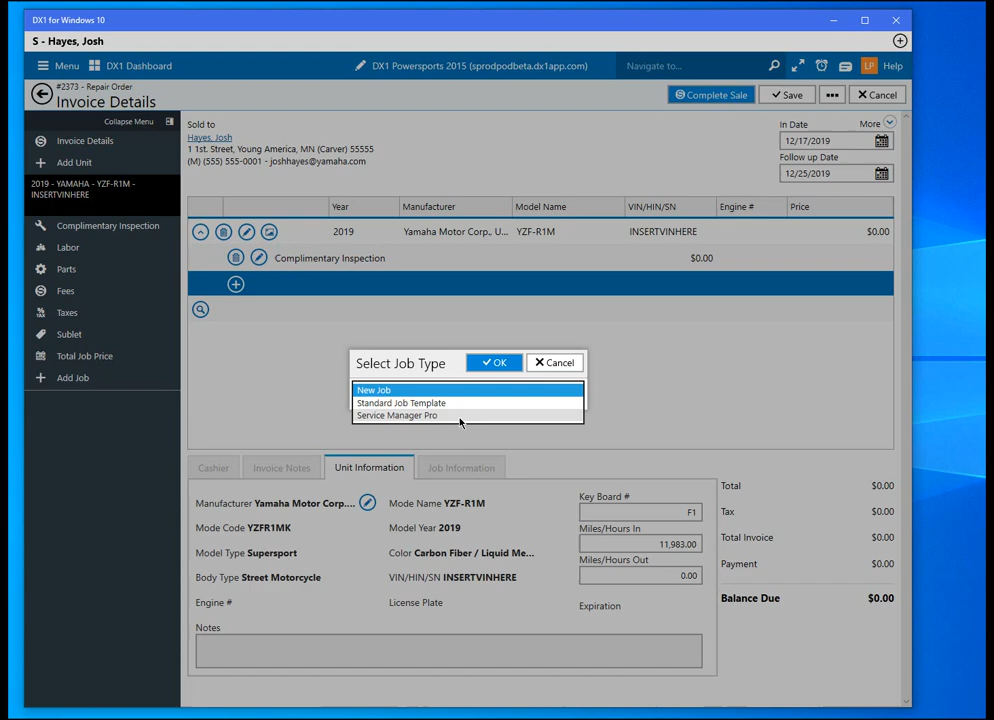 DX1 for Windows 10
S - Hayes, Josh
Menu DX1 Dashboard DX1 Powersports 2015 (sprodpodbeta.dx1app.com) Navigate to... LP Help
#2373 - Repair Order
Invoice Details
Complete Sale Save Cancel
Collapse Menu
Invoice Details
Add Unit
2019 - YAMAHA - YZF-R1M -
INSERTVINHERE
Complimentary Inspection
Labor
Parts
Fees
Taxes
Sublet
Total Job Price
Add Job
Sold to
Hayes, Josh
1 1st. Street, Young America, MN (Carver) 55555
(M) (555) 555-0001 - joshhayes@yamaha.com
In Date More
12/17/2019
Follow up Date
12/25/2019
Year Manufacturer Model Name VIN/HIN/SN Engine # Price
2019 Yamaha Motor Corp., U... YZF-R1M INSERTVINHERE $0.00
Complimentary Inspection $0.00
Select Job Type OK Cancel
New Job
Standard Job Template
Service Manager Pro
Cashier Invoice Notes Unit Information Job Information
Manufacturer Yamaha Motor Corp.... Mode Name YZF-R1M
Mode Code YZFR1MK Model Year 2019
Model Type Supersport Color Carbon Fiber / Liquid Me...
Body Type Street Motorcycle VIN/HIN/SN INSERTVINHERE
Engine # License Plate Expiration
Key Board #
F1
Miles/Hours In
11,983.00
Miles/Hours Out
0.00
Notes
Total $0.00
Tax $0.00
Total Invoice $0.00
Payment $0.00
Balance Due $0.00